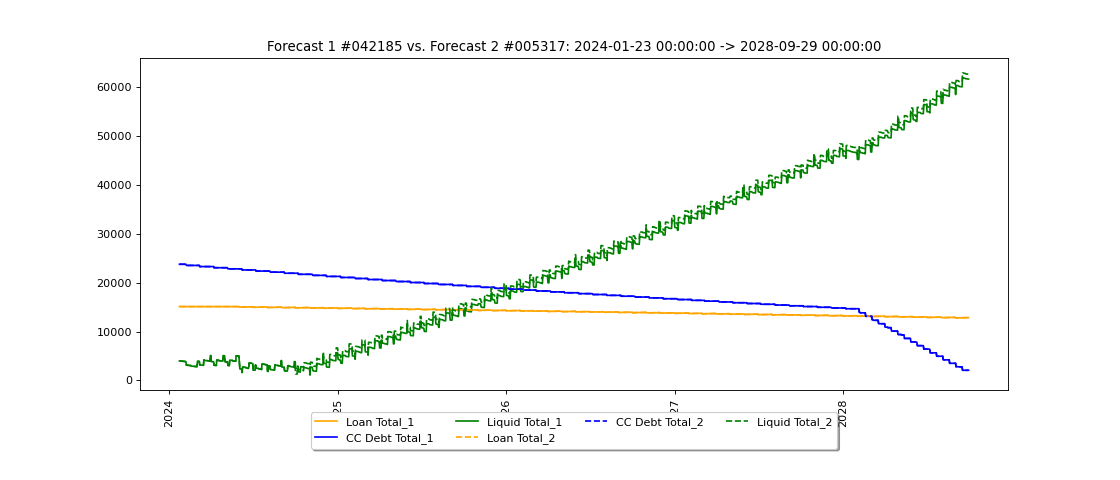 Forecast 1 #042185 vs. Forecast 2 #005317: 2024-01-23 00:00:00 -> 2028-09-29 00:00:00
60000
50000
40000
30000
20000
10000
0
2024
25
26
27
2028
Loan Total_1
CC Debt Total_1
Liquid Total_1
Loan Total_2
CC Debt Total_2
Liquid Total_2